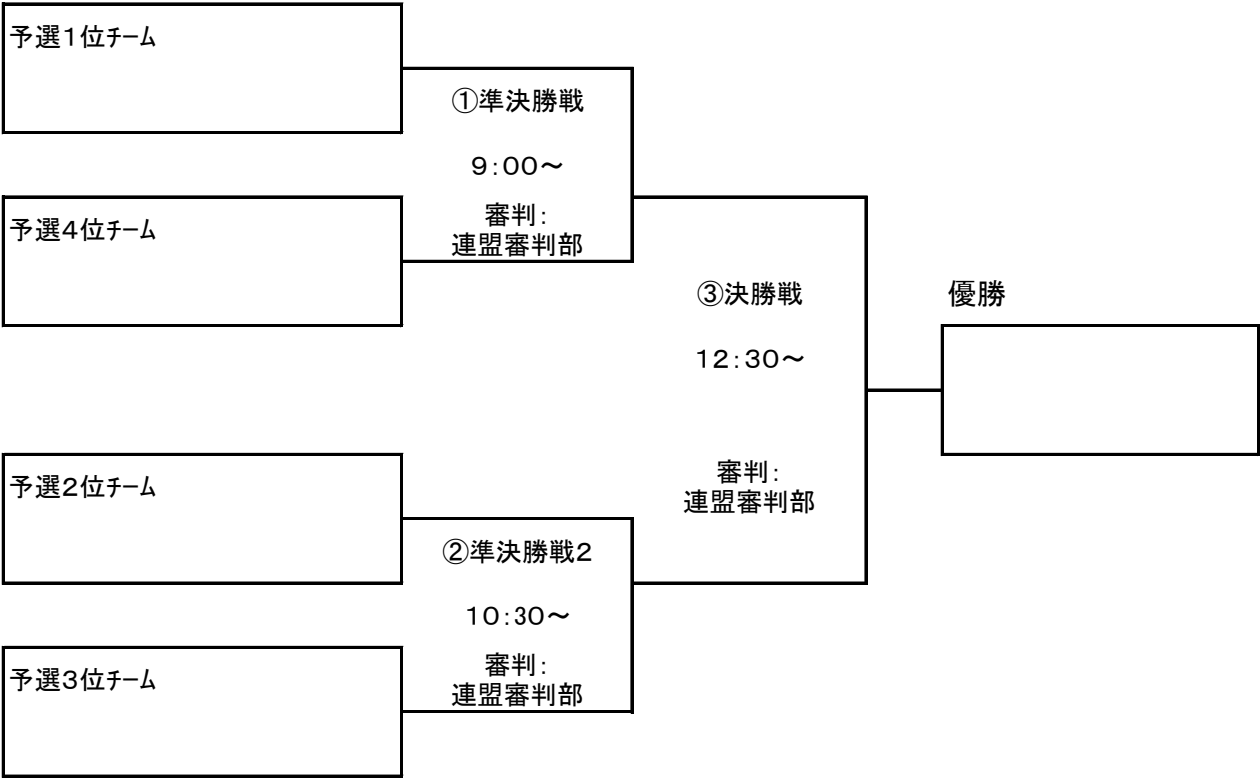 予選１位ﾁｰﾑ
①準決勝戦
９：００～
審判：
連盟審判部
予選４位ﾁｰﾑ
③決勝戦
１２：３０～
審判：
連盟審判部
優勝
予選２位ﾁｰﾑ
②準決勝戦２
１０：３０～
審判：
連盟審判部
予選３位ﾁｰﾑ